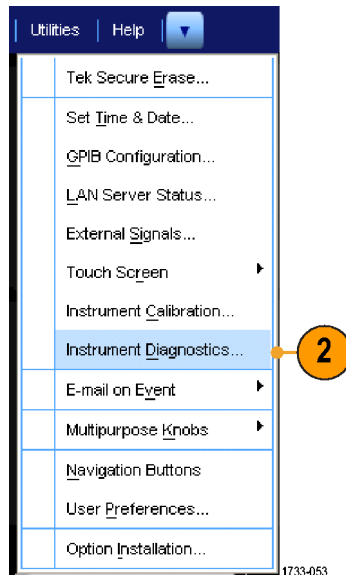 Utilities Help
Tek Secure Erase...
Set Time & Date...
GPIB Configuration...
LAN Server Status...
External Signals...
Touch Screen
Instrument Calibration...
Instrument Diagnostics...
2
E-mail on Event
Multipurpose Knobs
Navigation Buttons
User Preferences...
Option Installation...
1733-053